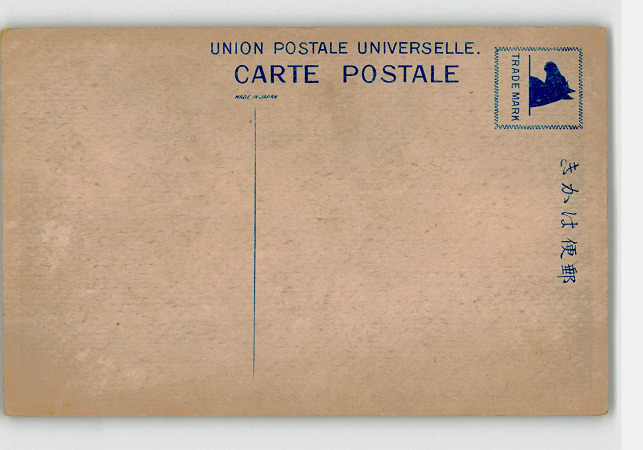 UNION POSTALE UNIVERSELLE.
CARTE POSTALE
MADE IN JAPAN
TRADE MARK
きかは便郵